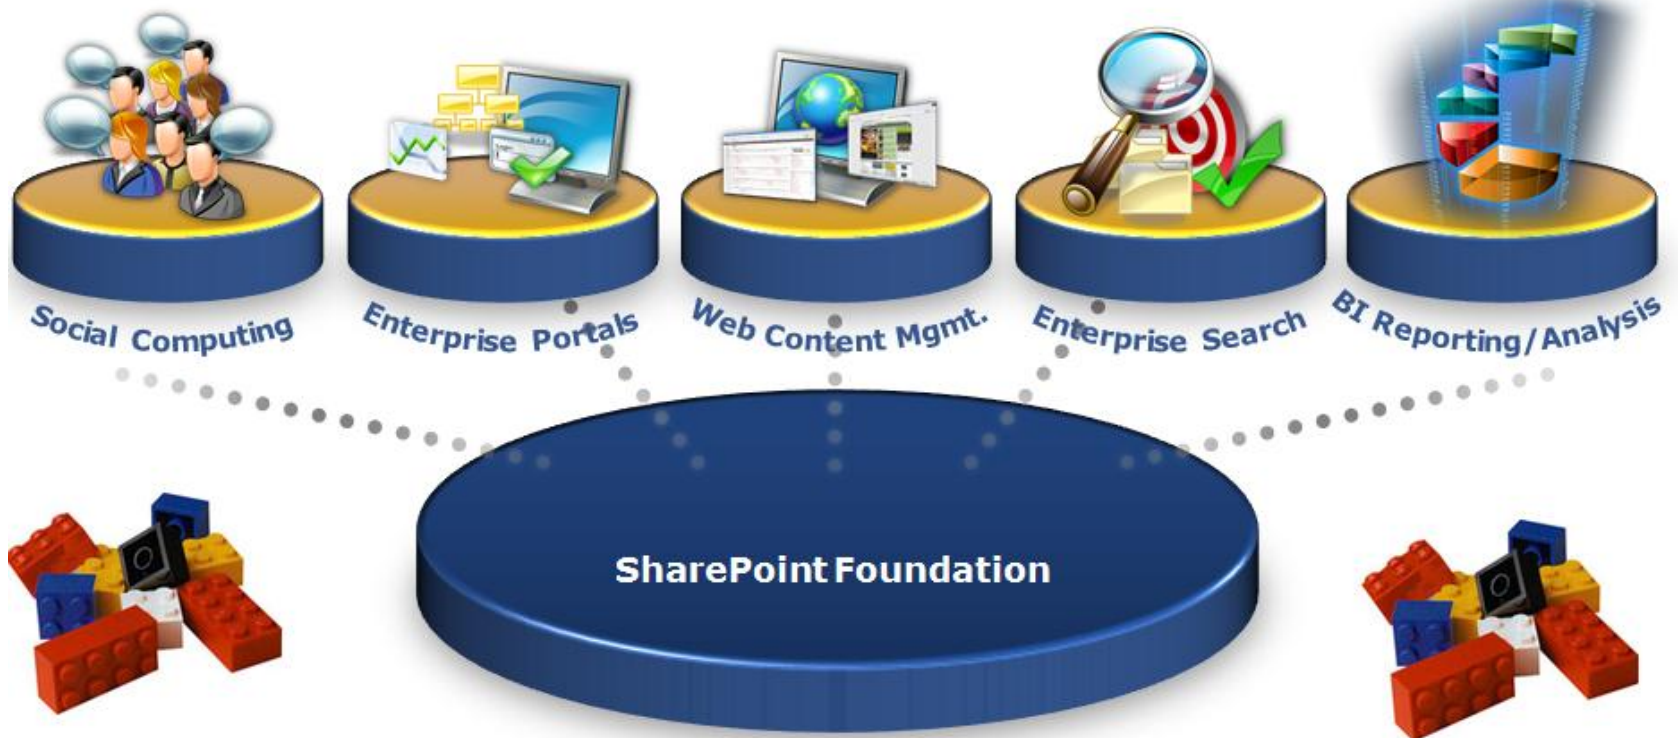 Social Computing
Enterprise Portals
Web Content Mgmt.
Enterprise Search
BI Reporting/Analysis
SharePoint Foundation